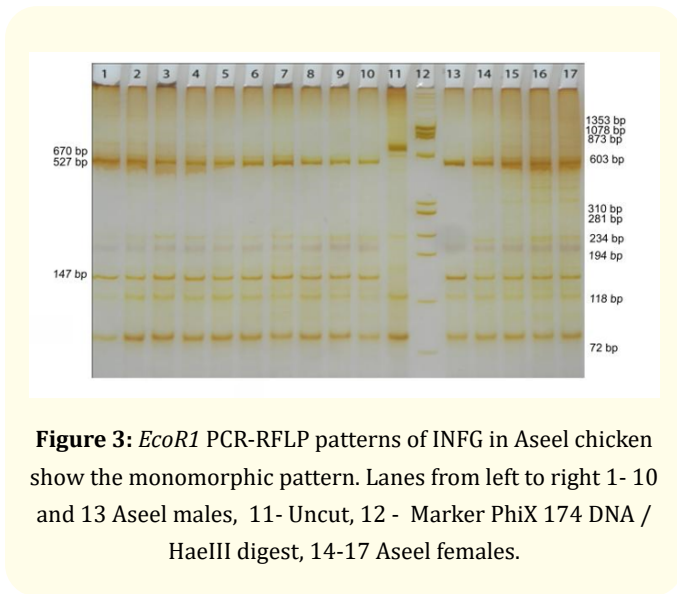 1 2 3 4 5 6 7 8 9 10 11 12 13 14 15 16 17
670 bp
527 bp
147 bp
1353 bp
1078 bp
873 bp
603 bp
310 bp
281 bp
234 bp
194 bp
118 bp
72 bp
Figure 3: EcoR1 PCR-RFLP patterns of INFG in Aseel chicken
show the monomorphic pattern. Lanes from left to right 1- 10
and 13 Aseel males, 11- Uncut, 12 - Marker PhiX 174 DNA /
HaeIII digest, 14-17 Aseel females.